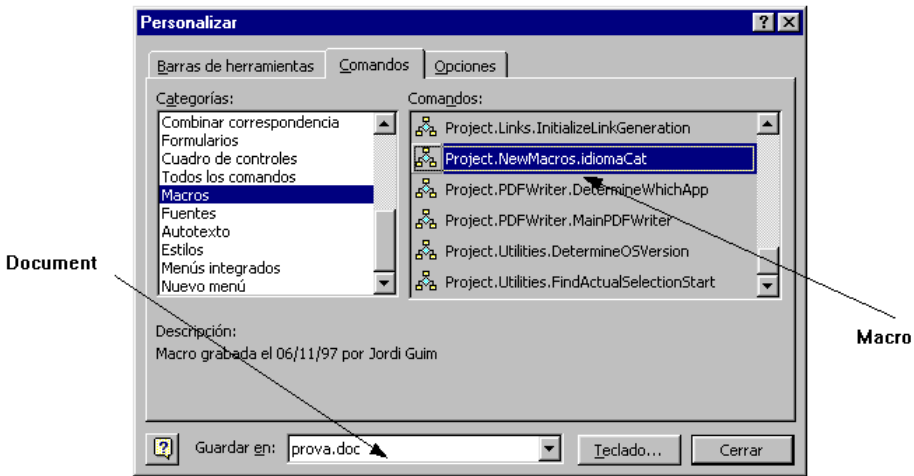 Personalizar
Barras de herramientas Comandos Opciones
Categorías:
Combinar correspondencia
Formularios
Cuadro de controles
Todos los comandos
Macros
Fuentes
Autotexto
Estilos
Menús integrados
Nuevo menú
Comandos:
Project.Links.InitializeLinkGeneration
Project.NewMacros.idiomaCat
Project.PDFWriter.DetermineWhichApp
Project.PDFWriter.MainPDFWriter
Project.Utilities.DetermineOSVersion
Project.Utilities.FindActualSelectionStart
Document
Macro
Descripción:
Macro grabada el 06/11/97 por Jordi Guim
Guardar en: prova.doc Teclado... Cerrar